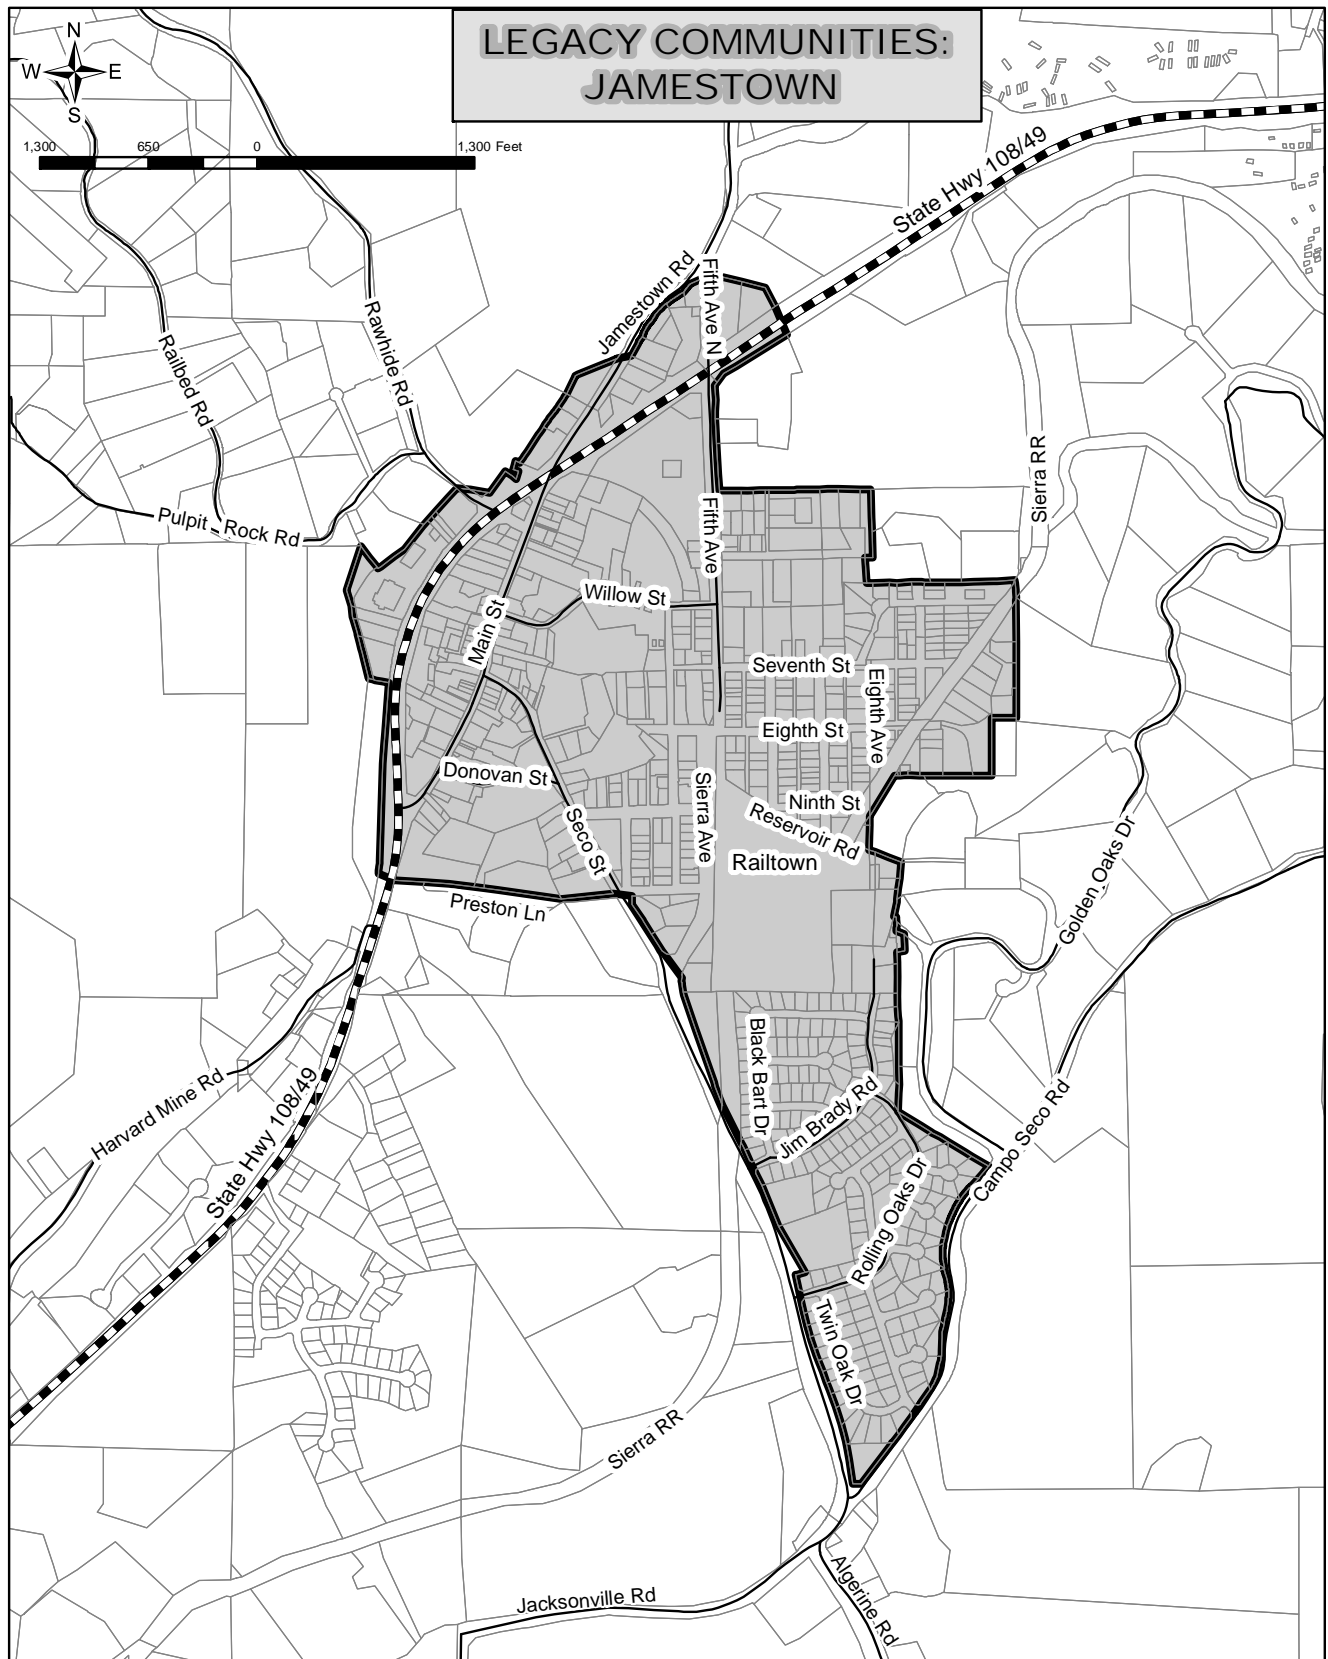 LEGACY COMMUNITIES:
JAMESTOWN
N
W
E
S
1,300
650
0
1,300 Feet
State Hwy 108/49
Jamestown Rd
Fifth Ave N
Rawhide Rd
Railbed Rd
Sierra RR
Pulpit Rock Rd
Fifth Ave
Willow St
Main St
Seventh St
Eighth Ave
Eighth St
Donovan St
Sierra Ave
Ninth St
Reservoir Rd
Seco St
Railtown
Golden Oaks Dr
Preston Ln
Black Bart Dr
Harvard Mine Rd
State Hwy 108/49
Jim Brady Rd
Campo Seco Rd
Rolling Oaks Dr
Twin Oak Dr
Sierra RR
Jacksonville Rd
Algerine Rd